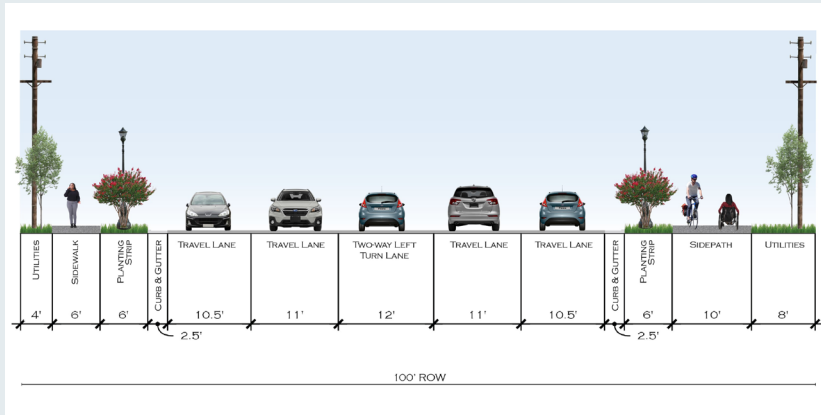 UTILITIES
SIDEWALK
PLANTING
STRIP
CURB & GUTTER
TRAVEL LANE
TRAVEL LANE
TWO-WAY LEFT
TURN LANE
TRAVEL LANE
TRAVEL LANE
CURB & GUTTER
PLANTING
STRIP
SIDEPATH
UTILITIES
4'
6'
6'
10.5'
11'
12'
11'
10.5'
6'
10'
8'
2.5'
2.5'
100' ROW